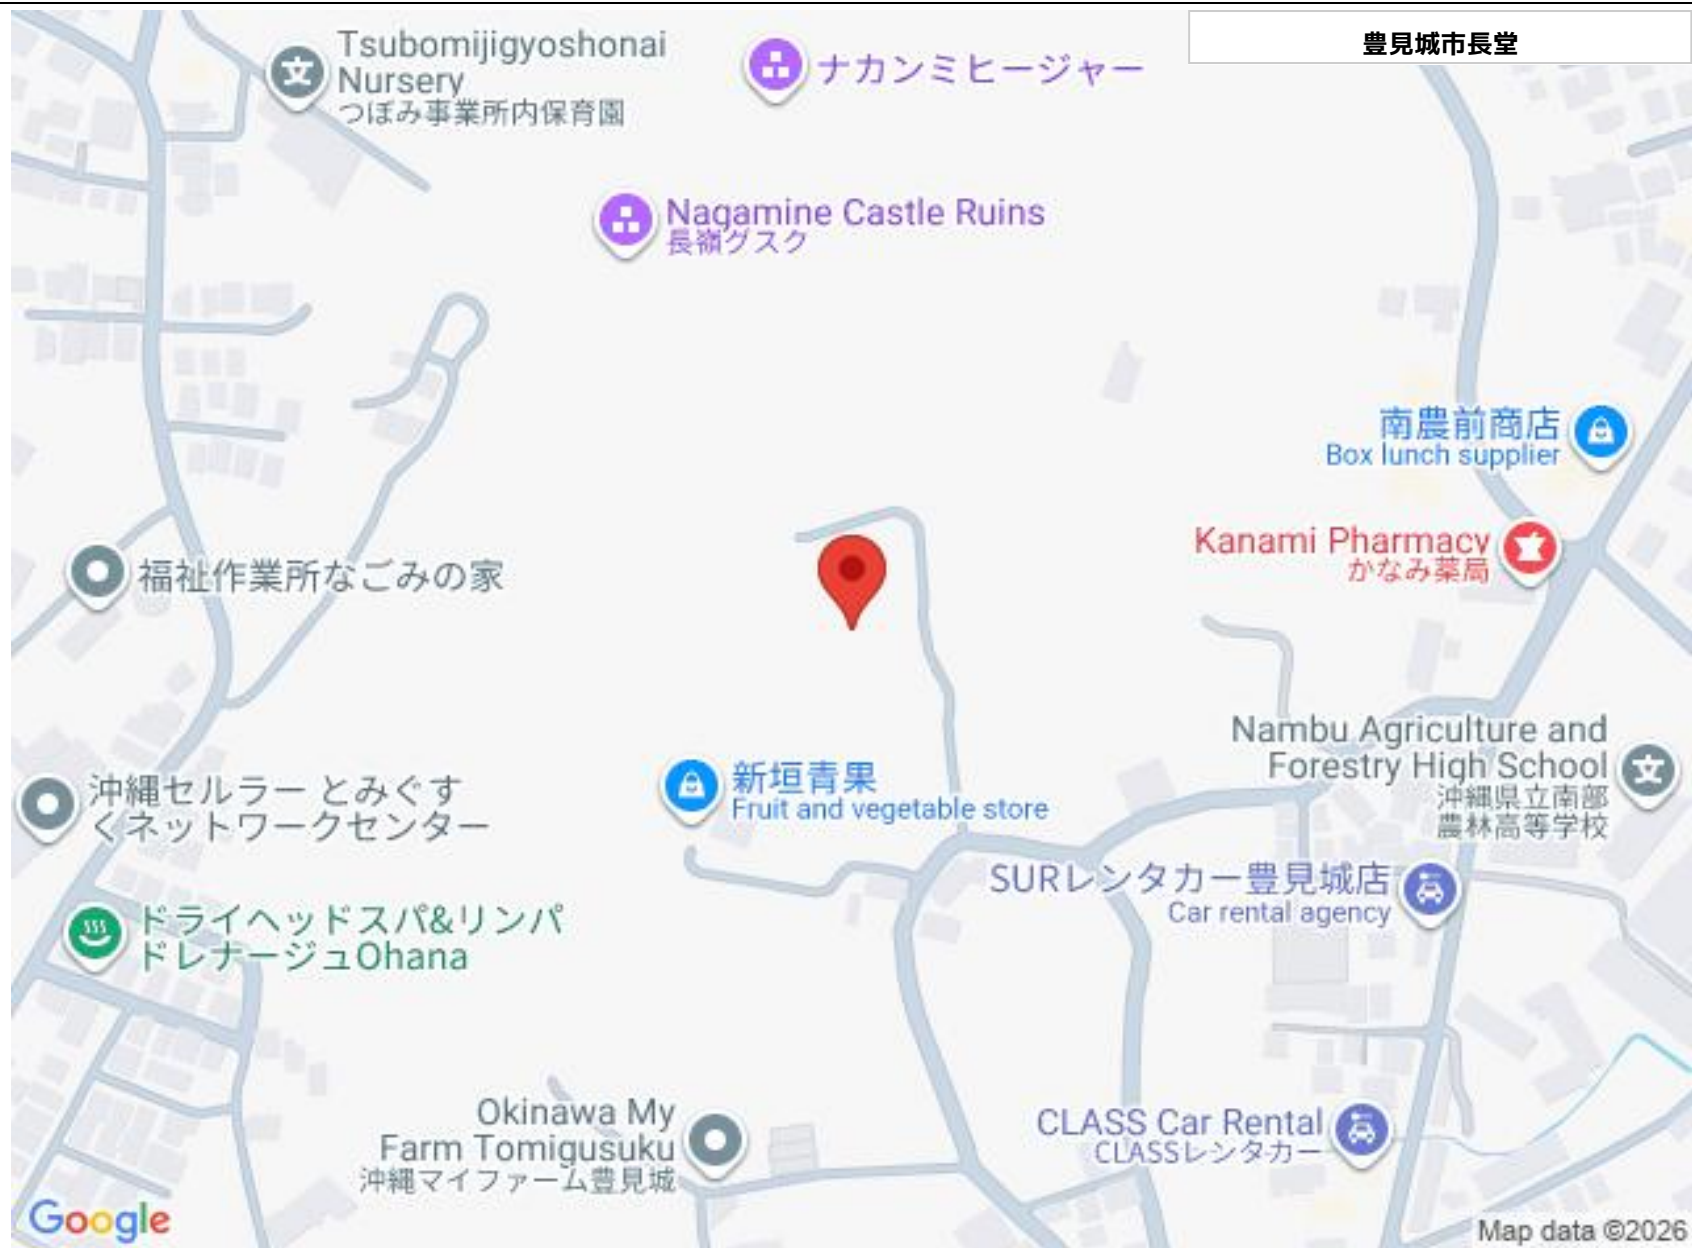 豊見城市長堂
Tsubomijigyoshonai
Nursery
つぼみ事業所内保育園
ナカンミヒージャー
Nagamine Castle Ruins
長嶺グスク
南農前商店
Box lunch supplier
Kanami Pharmacy
かなみ薬局
福祉作業所なごみの家
Nambu Agriculture and
Forestry High School
沖縄県立南部
農林高等学校
新垣青果
Fruit and vegetable store
沖縄セルラー とみぐす
くネットワークセンター
SURレンタカー豊見城店
Car rental agency
ドライヘッドスパ&リンパ
ドレナージュOhana
Okinawa My
Farm Tomigusuku
沖縄マイファーム豊見城
CLASS Car Rental
CLASSレンタカー
Google
Map data ©2026